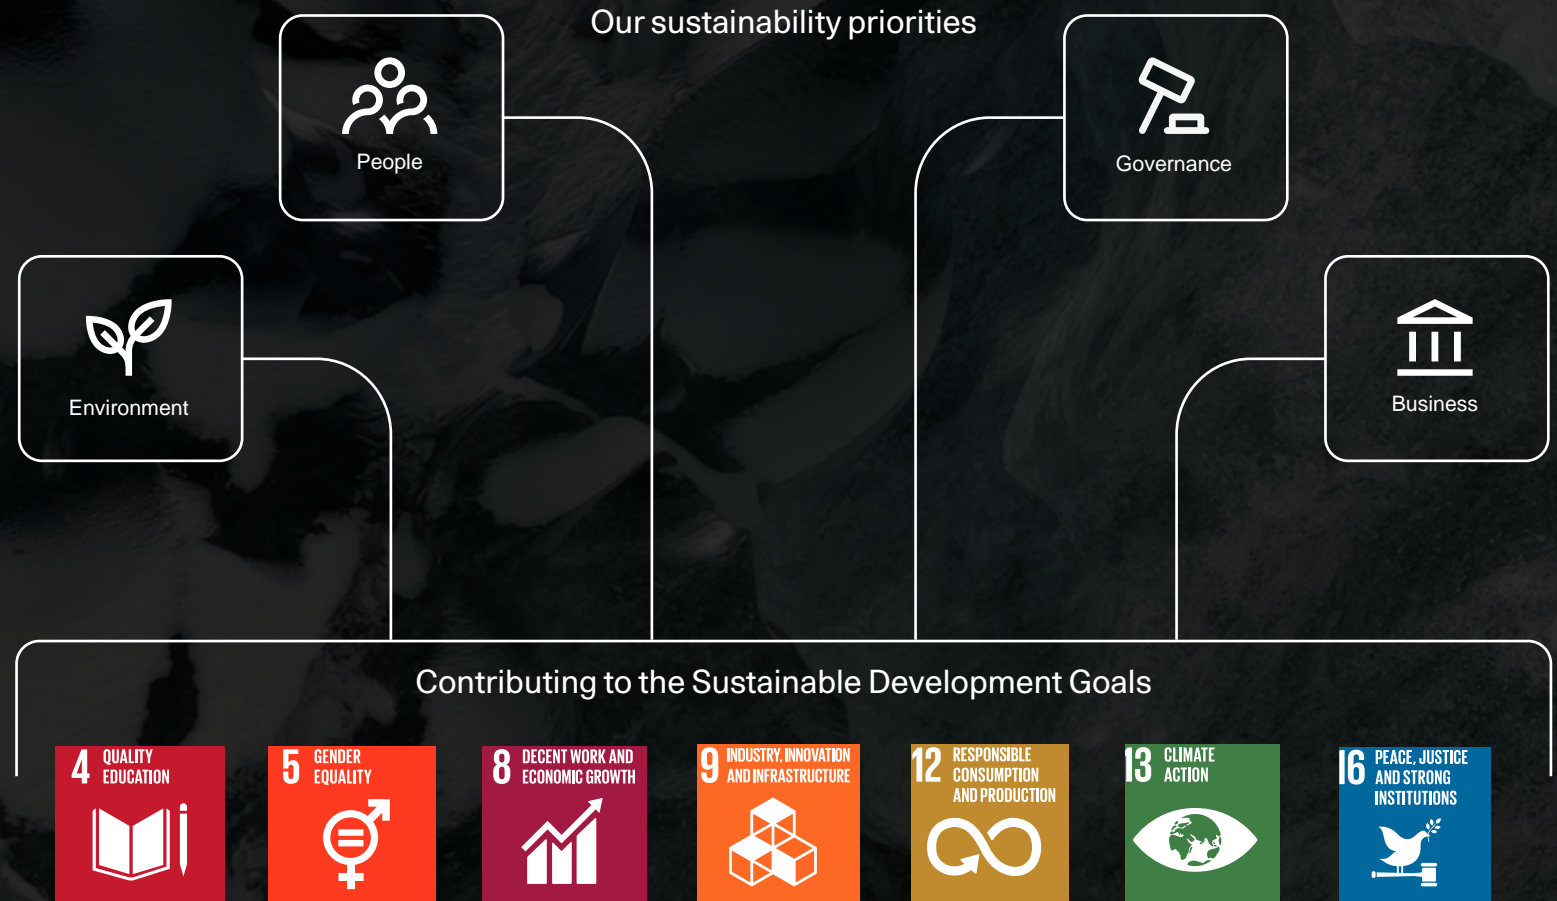 Our sustainability priorities
People
Governance
Environment
Business
Contributing to the Sustainable Development Goals
4 QUALITY
EDUCATION
5 GENDER
EQUALITY
8 DECENT WORK AND
ECONOMIC GROWTH
9 INDUSTRY, INNOVATION
AND INFRASTRUCTURE
12 RESPONSIBLE
CONSUMPTION
AND PRODUCTION
13 CLIMATE
ACTION
16 PEACE, JUSTICE
AND STRONG
INSTITUTIONS